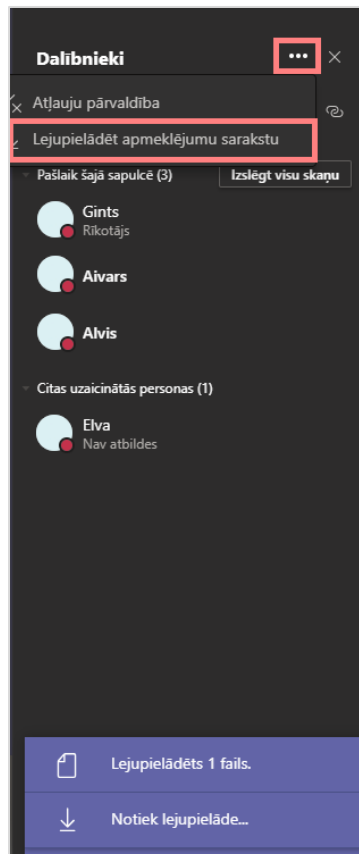 Dalībnieki
Atļauju pārvaldība
Lejupielādēt apmeklējumu sarakstu
Pašlaik šajā sapulcē (3)
Izslēgt visu skaņu
Gints
Rīkotājs
Aivars
Alvis
Citas uzaicinātās personas (1)
Elva
Nav atbildes
Lejupielādēts 1 fails.
Notiek lejupielāde...